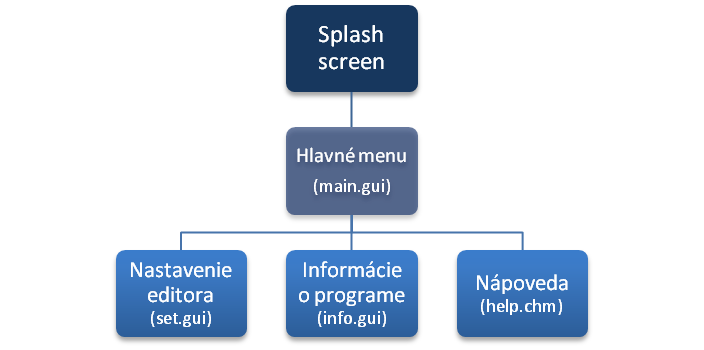 Splash
screen
Hlavné menu
(main.gui)
Nastavenie
editora
(set.gui)
Informácie
o programe
(info.gui)
Nápoveda
(help.chm)